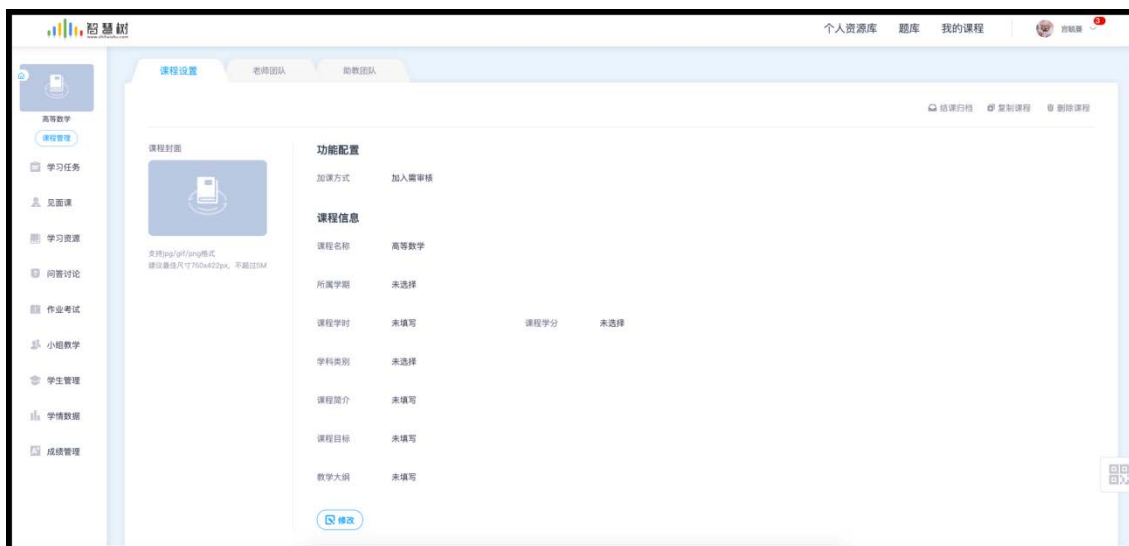 智慧树
个人资源库 题库 我的课程 3
课程设置 老师团队 助教团队
结课归档 复制课程 删除课程
高等数学
课程管理
学习任务
见面课
学习资源
问答讨论
作业考试
小组教学
学生管理
学情数据
成绩管理
课程封面
支持jpg/gif/png格式
建议最佳尺寸750x422px，不超过5M
功能配置
加课方式 加入需审核
课程信息
课程名称 高等数学
所属学期 未选择
课程学时 未填写 课程学分 未选择
学科类别 未选择
课程简介 未填写
课程目标 未填写
教学大纲 未填写
修改